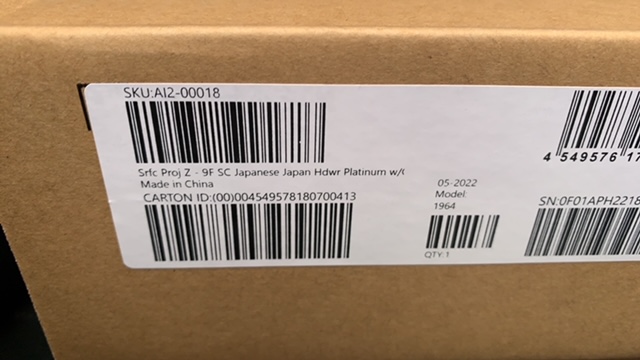 SKU:AI2-00018
Srfc Proj Z - 9F SC Japanese Japan Hdwr Platinum w/
Made in China
CARTON ID:(00)004549578180700413
05-2022
Model:
1964
QTY:1
4 549576 17
SN:0F01APH2218